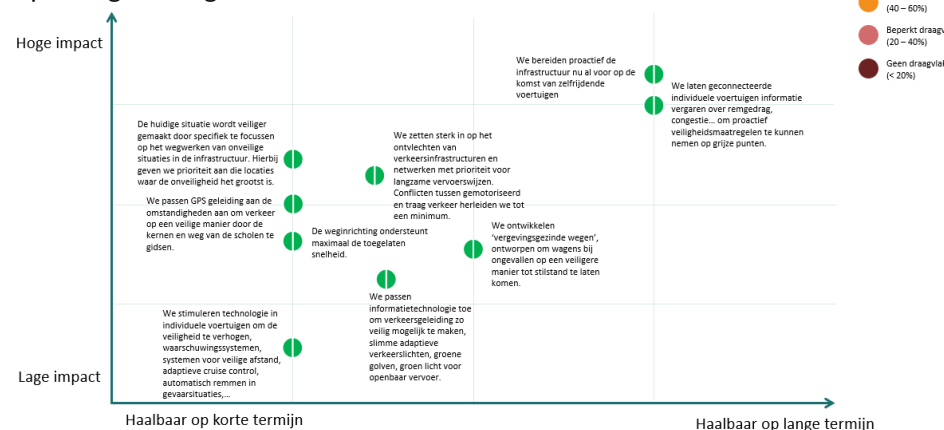 (40 – 60%)
Hoge impact
Beperkt
(20 – 40%)
Geen
(< 20%)
We bereiden proactief de
infrastructuur nu al voor op de
komst van zelfrijdende
voertuigen
We laten geconnecteerde
individuele voertuigen informatie
vergaren over remgedrag,
congestie... om proactief
veiligheidsmaatregelen te kunnen
nemen op grijze punten.
De huidige situatie wordt veiliger
gemaakt door specifiek te focussen
op het wegwerken van onveilige
situaties in de infrastructuur. Hierbij
geven we prioriteit aan die locaties
waar de onveiligheid het grootst is.
We zetten sterk in op het
ontvlechten van
verkeersinfrastructuren en
netwerken met prioriteit voor
langzame vervoerswijzen.
Conflicten tussen gemotoriseerd
en traag verkeer herleiden we tot
een minimum.
We passen GPS geleiding aan de
omstandigheden aan om verkeer
op een veilige manier door de
kernen en weg van de scholen te
gidsen.
De weginrichting ondersteunt
maximaal de toegelaten
snelheid.
We ontwikkelen
'vergevingsgezinde wegen',
ontworpen om wagens bij
ongevallen op een veiligere
manier tot stilstand te laten
komen.
We passen
informatietechnologie toe
om verkeersgeleiding zo
veilig mogelijk te maken,
slimme adaptieve
verkeerslichten, groene
golven, groen licht voor
openbaar vervoer.
We stimuleren technologie in
individuele voertuigen om de
veiligheid te verhogen,
waarschuwingssystemen,
systemen voor veilige afstand,
adaptieve cruise control,
automatisch remmen in
gevaarsituaties,...
Lage impact
Haalbaar op korte termijn
Haalbaar op lange termijn